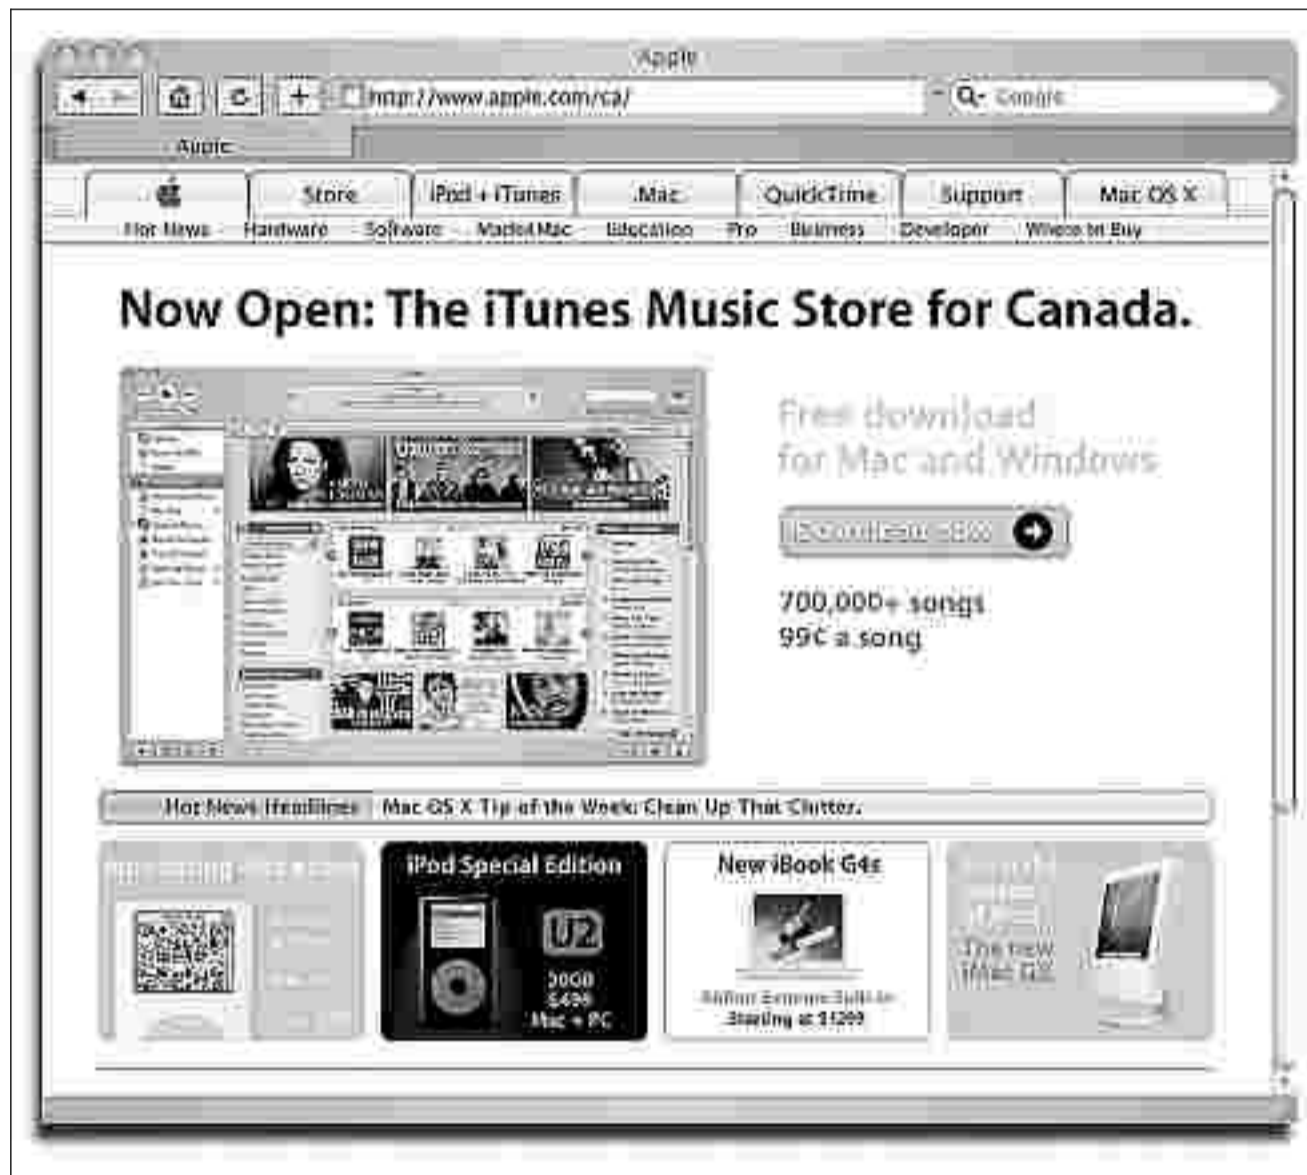 Apple
http://www.apple.com/ca/
Google
Apple
Store
iPod + iTunes
.Mac
QuickTime
Support
Mac OS X
Hot News
Hardware
Software
Made4Mac
Education
Pro
Business
Developer
Where to Buy
Now Open: The iTunes Music Store for Canada.
Free download
for Mac and Windows
700,000+ songs
99¢ a song
Hot News Headlines
Mac OS X Tip of the Week: Clean Up That Clutter.
iPod Special Edition
U2
20GB
Mac + PC
New iBook G4s
AirPort Extreme Built-In
Starting at $1299
The new
iMac G5